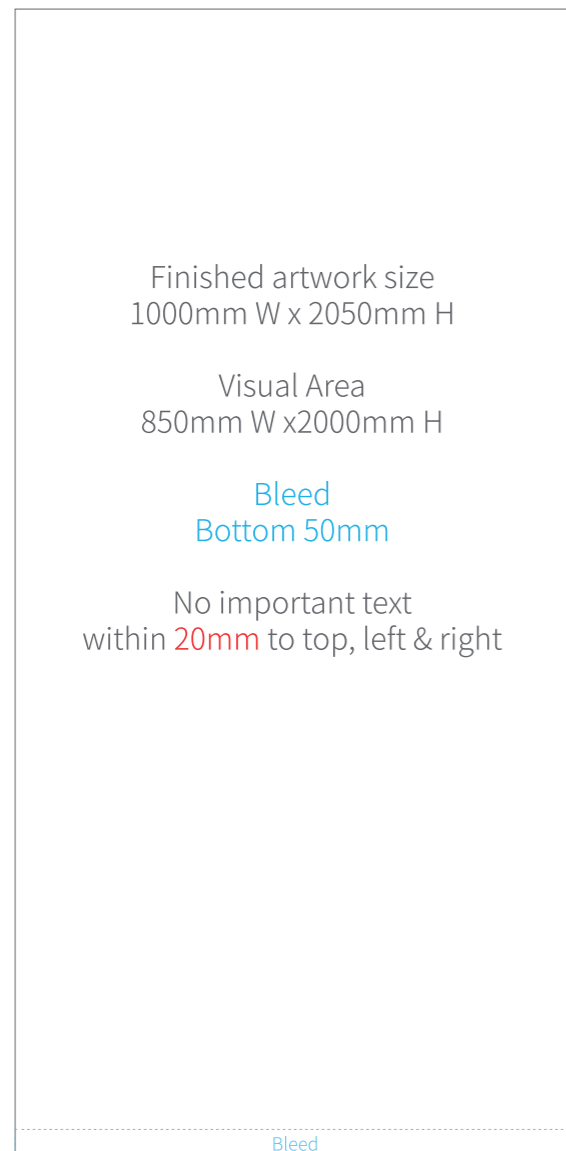 Finished artwork size
1000mm W x 2050mm H
Visual Area
850mm W x2000mm H
Bleed
Bottom 50mm
No important text
within 20mm to top, left & right
Bleed